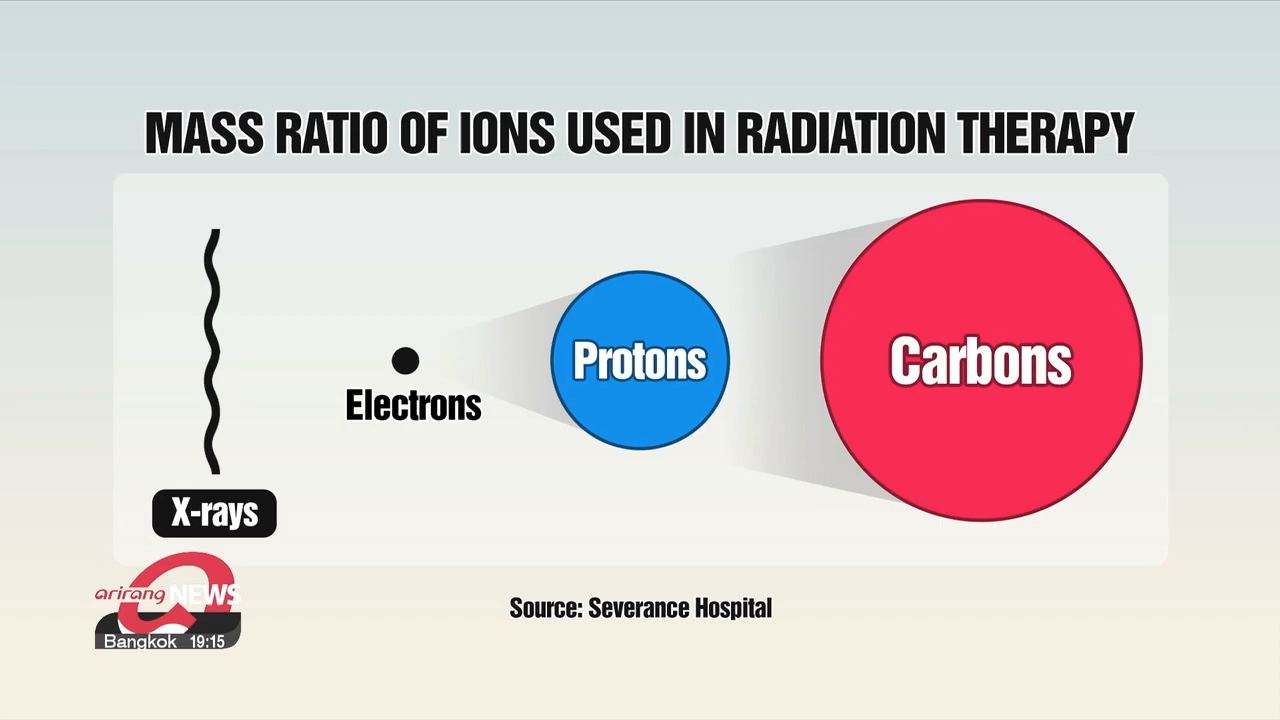 MASS RATIO OF IONS USED IN RADIATION THERAPY
X-rays
Electrons
Protons
Carbons
Source: Severance Hospital
arirang NEWS
Bangkok 19:15